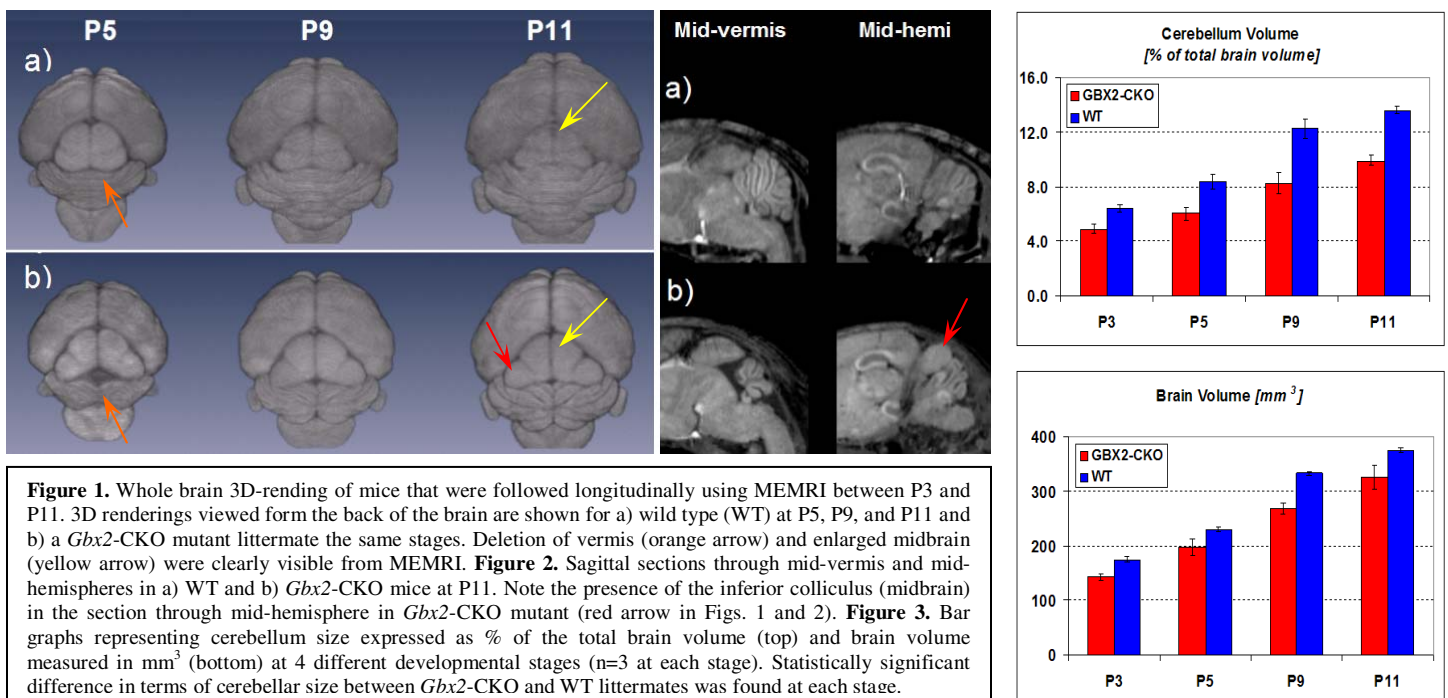 P5 P9 P11
a)
b)
Mid-vermis Mid-hemi
a)
b)
Cerebellum Volume
[% of total brain volume]
16.0
12.0
8.0
4.0
0.0
GBX2-CKO
WT
P3 P5 P9 P11
Brain Volume [mm³]
400
300
200
100
0
GBX2-CKO
WT
P3 P5 P9 P11
Figure 1. Whole brain 3D-rending of mice that were followed longitudinally using MEMRI between P3 and
P11. 3D renderings viewed form the back of the brain are shown for a) wild type (WT) at P5, P9, and P11 and
b) a Gbx2-CKO mutant littermate the same stages. Deletion of vermis (orange arrow) and enlarged midbrain
(yellow arrow) were clearly visible from MEMRI. Figure 2. Sagittal sections through mid-vermis and mid-
hemispheres in a) WT and b) Gbx2-CKO mice at P11. Note the presence of the inferior colliculus (midbrain)
in the section through mid-hemisphere in Gbx2-CKO mutant (red arrow in Figs. 1 and 2). Figure 3. Bar
graphs representing cerebellum size expressed as % of the total brain volume (top) and brain volume
measured in mm³ (bottom) at 4 different developmental stages (n=3 at each stage). Statistically significant
difference in terms of cerebellar size between Gbx2-CKO and WT littermates was found at each stage.